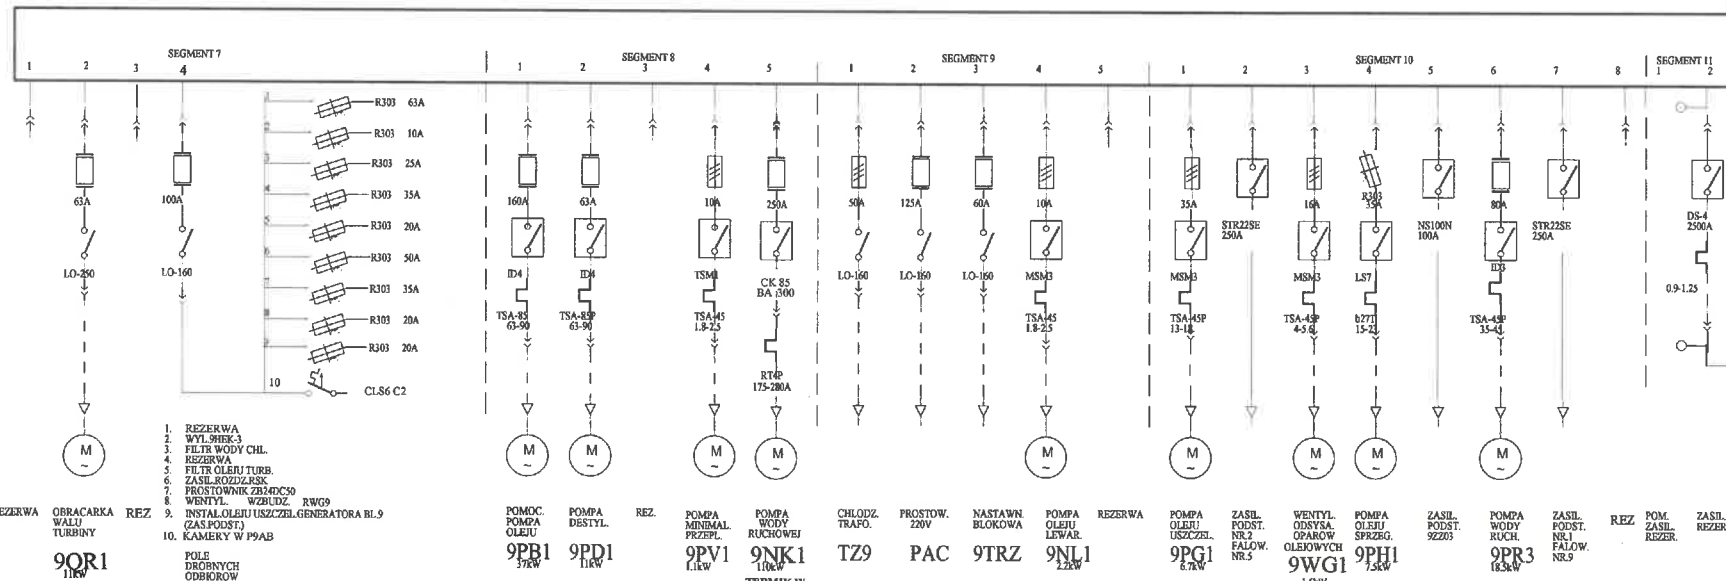 SEGMENT 7
SEGMENT 8
SEGMENT 9
SEGMENT 10
SEGMENT 11
1 2 3 4
1 2 3 4 5
1 2 3 4 5
1 2 3 4 5 6 7 8
1 2
R303 63A
R303 10A
R303 25A
R303 35A
R303 20A
R303 50A
R303 35A
R303 20A
R303 20A
10
CLS6 C2
63A
LO-250
100A
LO-160
160A
ID4
TSA-85
63-90
63A
ID4
TSA-85P
63-90
10A
TSM1
TSA-45
1.8-2.5
250A
CK 85
BA 300
RT4P
175-280A
50A
LO-160
125A
LO-160
60A
LO-160
10A
MSM3
TSA-45
1.8-2.5
35A
MSM3
TSA-45P
13-18
STR22SE
250A
16A
MSM3
TSA-45P
4-5.6
R303
35A
LS7
b27T
15-23
NS100N
100A
80A
ID3
TSA-45P
35-45
STR22SE
250A
DS-4
2500A
0.9-1.25
M
~
M
~
M
~
M
~
M
~
M
~
M
~
M
~
M
~
M
~
1. REZERWA
2. WYL.9HEK-3
3. FILTR WODY CHL.
4. REZERWA
5. FILTR OLEJU TURB.
6. ZASIL.ROZDZ.RSK
7. PROSTOWNIK ZB24DC50
8. WENTYL. WZBUDZ. RWG9
9. INSTAL.OLEJU USZCZEL.GENERATORA BL.9
(ZAS.PODST.)
10. KAMERY W P9AB
POLE
DROBNYCH
ODBIOROW
EZERWA
OBRACARKA
WALU
TURBINY
9OR1
11kW
REZ
POMOC.
POMPA
OLEJU
9PB1
37kW
POMPA
DESTYL.
9PD1
11kW
REZ.
POMPA
MINIMAL.
PRZEPL.
9PV1
1.1kW
POMPA
WODY
RUCHOWEJ
9NK1
110kW
CHLODZ.
TRAFO.
TZ9
PROSTOW.
220V
PAC
NASTAWN.
BLOKOWA
9TRZ
POMPA
OLEJU
LEWAR.
9NL1
2.2kW
REZERWA
POMPA
OLEJU
USZCZEL.
9PG1
6.7kW
ZASIL.
PODST.
NR.2
FALOW.
NR.5
WENTYL.
ODSYSA.
OPAROW
OLEJOWYCH
9WG1
POMPA
OLEJU
SPRZEG.
9PH1
7.5kW
ZASIL.
PODST.
9ZZ03
POMPA
WODY
RUCH.
9PR3
18.5kW
ZASIL.
PODST.
NR.1
FALOW.
NR.9
REZ
POM.
ZASIL.
REZER.
ZASIL.
REZER